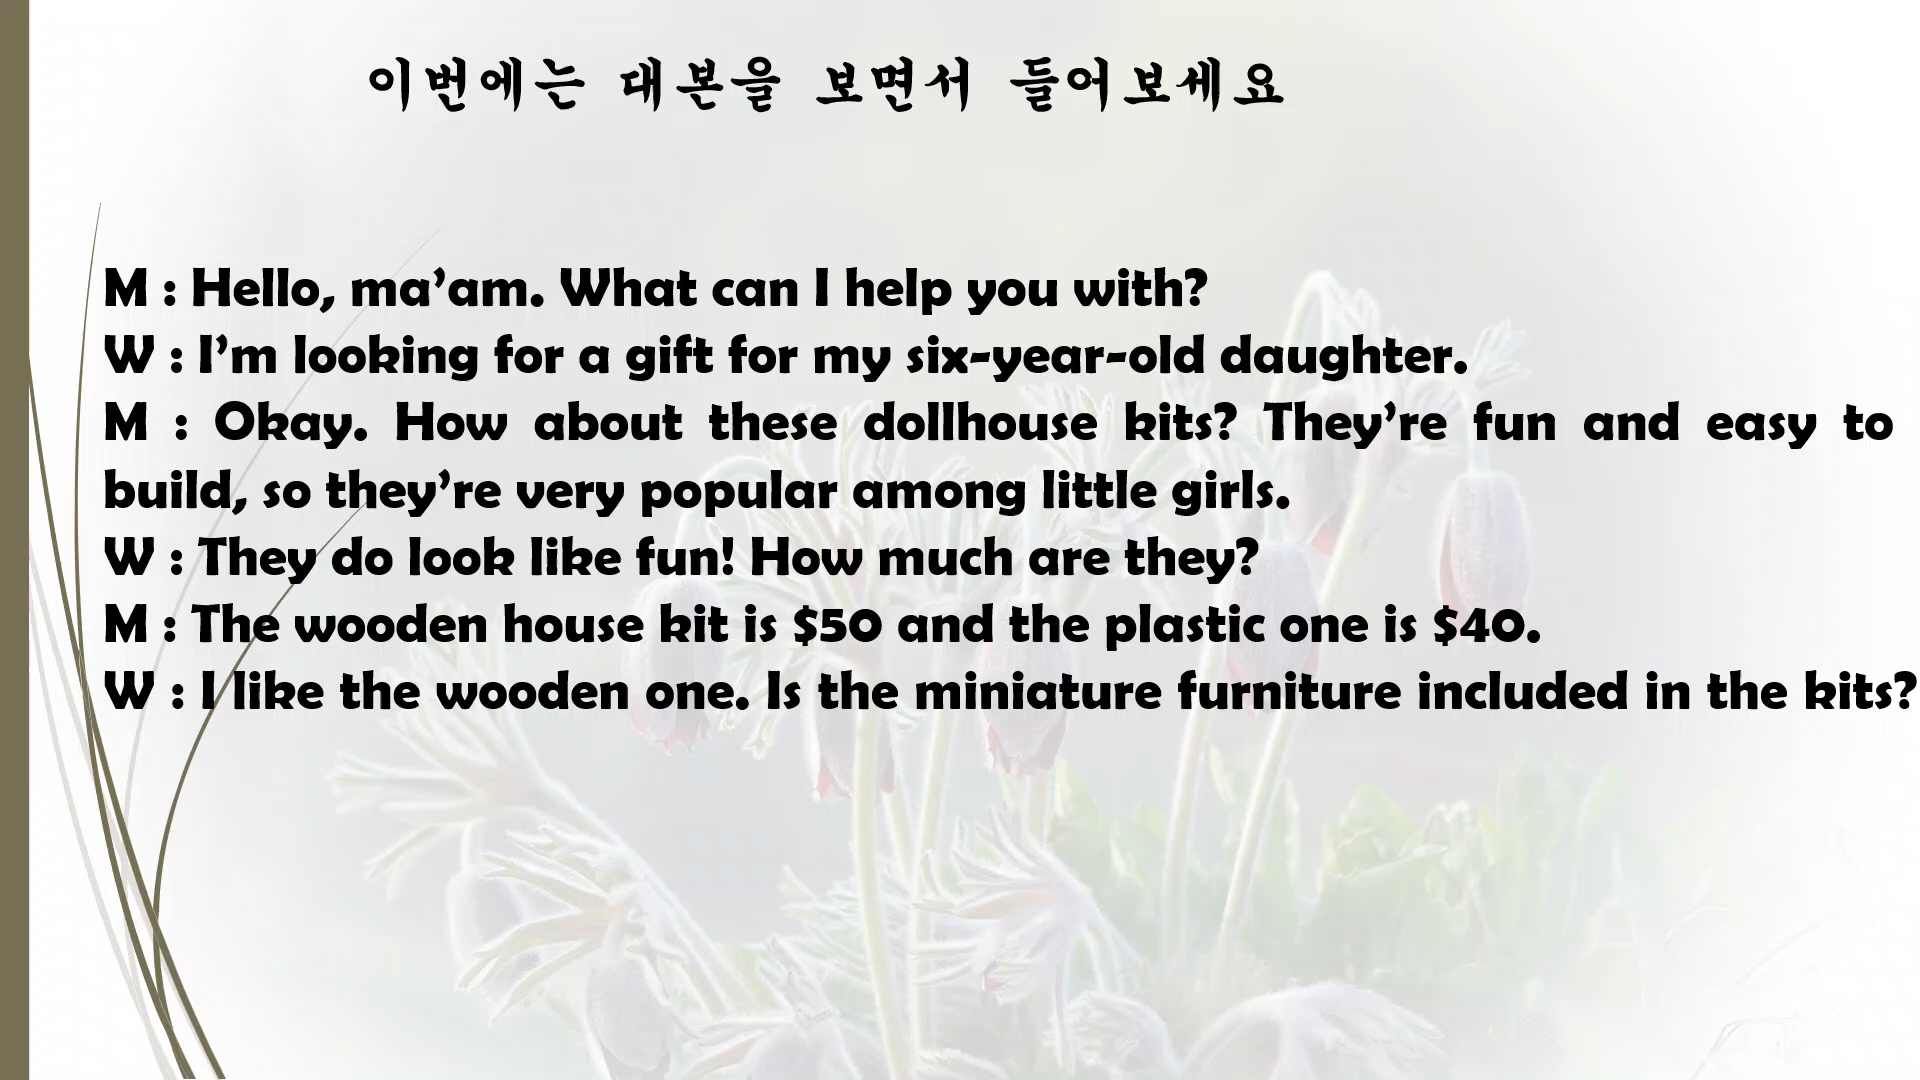 이번에는 대본을 보면서 들어보세요
M : Hello, ma’am. What can I help you with?
W : I’m looking for a gift for my six-year-old daughter.
M : Okay. How about these dollhouse kits? They’re fun and easy to
build, so they’re very popular among little girls.
W : They do look like fun! How much are they?
M : The wooden house kit is $50 and the plastic one is $40.
W : I like the wooden one. Is the miniature furniture included in the kits?